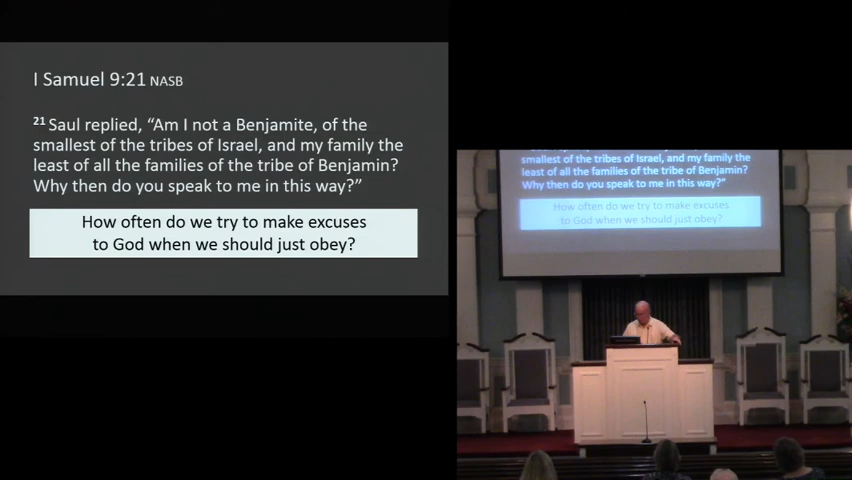 I Samuel 9:21 NASB
21 Saul replied, “Am I not a Benjamite, of the
smallest of the tribes of Israel, and my family the
least of all the families of the tribe of Benjamin?
Why then do you speak to me in this way?”
How often do we try to make excuses
to God when we should just obey?
smallest of the tribes of Israel, and my family the
least of all the families of the tribe of Benjamin?
Why then do you speak to me in this way?”
How often do we try to make excuses
to God when we should just obey?